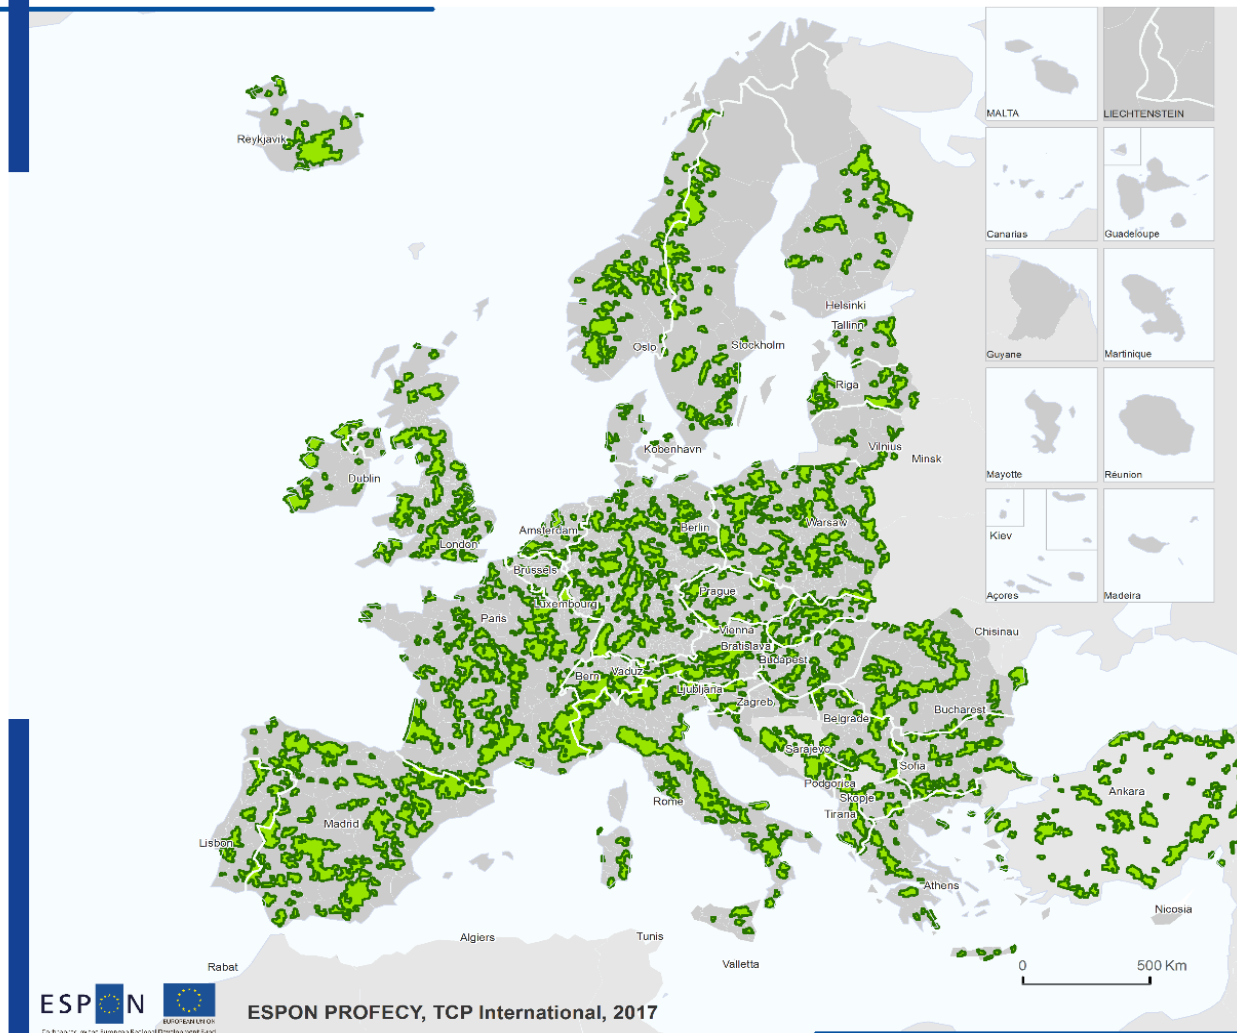 MALTA
LIECHTENSTEIN
Reykjavik
Canarias
Guadeloupe
Helsinki
Tallinn
Oslo
Stockholm
Guyane
Martinique
Riga
Kobenhavn
Vilnius
Minsk
Dublin
Mayotte
Réunion
Amsterdam
Berlin
Warsaw
London
Kiev
Brussels
Prague
Luxembourg
Açores
Madeira
Paris
Vienna
Chisinau
Bratislava
Budapest
Bern
Vaduz
Ljubljana
Zagreb
Bucharest
Belgrade
Sarajevo
Sofia
Podgorica
Ankara
Skopje
Rome
Tirana
Madrid
Lisbon
Athens
Nicosia
Algiers
Tunis
Valletta
Rabat
0 500 Km
ESPON
EUROPEAN UNION
ESPON PROFECY, TCP International, 2017